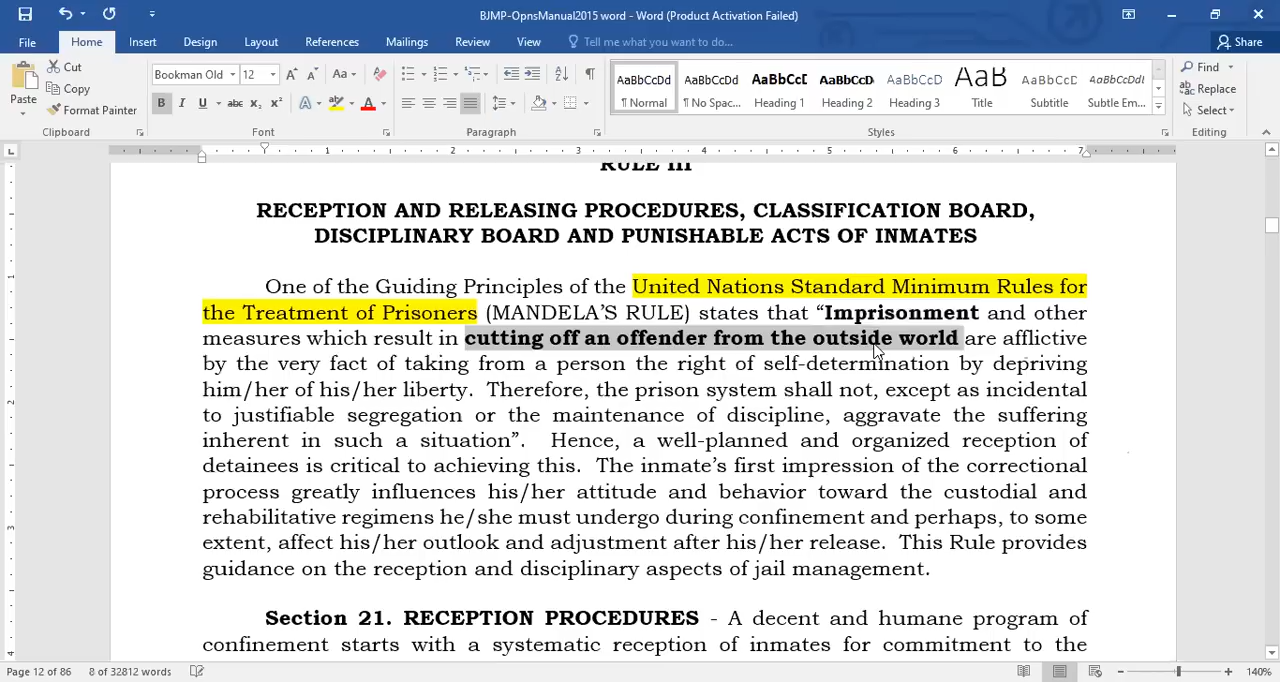 BJMP-OpnsManual2015 word - Word (Product Activation Failed)
File Home Insert Design Layout References Mailings Review View Tell me what you want to do... Share
Paste
Cut
Copy
Format Painter
Clipboard
Bookman Old 12
Font
Paragraph
AaBbCcDd AaBbCcDd AaBbCcI AaBbCcI AaBbCcD AaB AaBbCcD AaBbCcDd
¶ Normal ¶ No Spac... Heading 1 Heading 2 Heading 3 Title Subtitle Subtle Em...
Styles
Find
Replace
Select
Editing
1 2 3 4 5 6 7
RULE III
RECEPTION AND RELEASING PROCEDURES, CLASSIFICATION BOARD,
DISCIPLINARY BOARD AND PUNISHABLE ACTS OF INMATES
One of the Guiding Principles of the United Nations Standard Minimum Rules for
the Treatment of Prisoners (MANDELA'S RULE) states that “Imprisonment and other
measures which result in cutting off an offender from the outside world are afflictive
by the very fact of taking from a person the right of self-determination by depriving
him/her of his/her liberty. Therefore, the prison system shall not, except as incidental
to justifiable segregation or the maintenance of discipline, aggravate the suffering
inherent in such a situation”. Hence, a well-planned and organized reception of
detainees is critical to achieving this. The inmate's first impression of the correctional
process greatly influences his/her attitude and behavior toward the custodial and
rehabilitative regimens he/she must undergo during confinement and perhaps, to some
extent, affect his/her outlook and adjustment after his/her release. This Rule provides
guidance on the reception and disciplinary aspects of jail management.
Section 21. RECEPTION PROCEDURES - A decent and humane program of
confinement starts with a systematic reception of inmates for commitment to the
Page 12 of 86 8 of 32812 words 140%